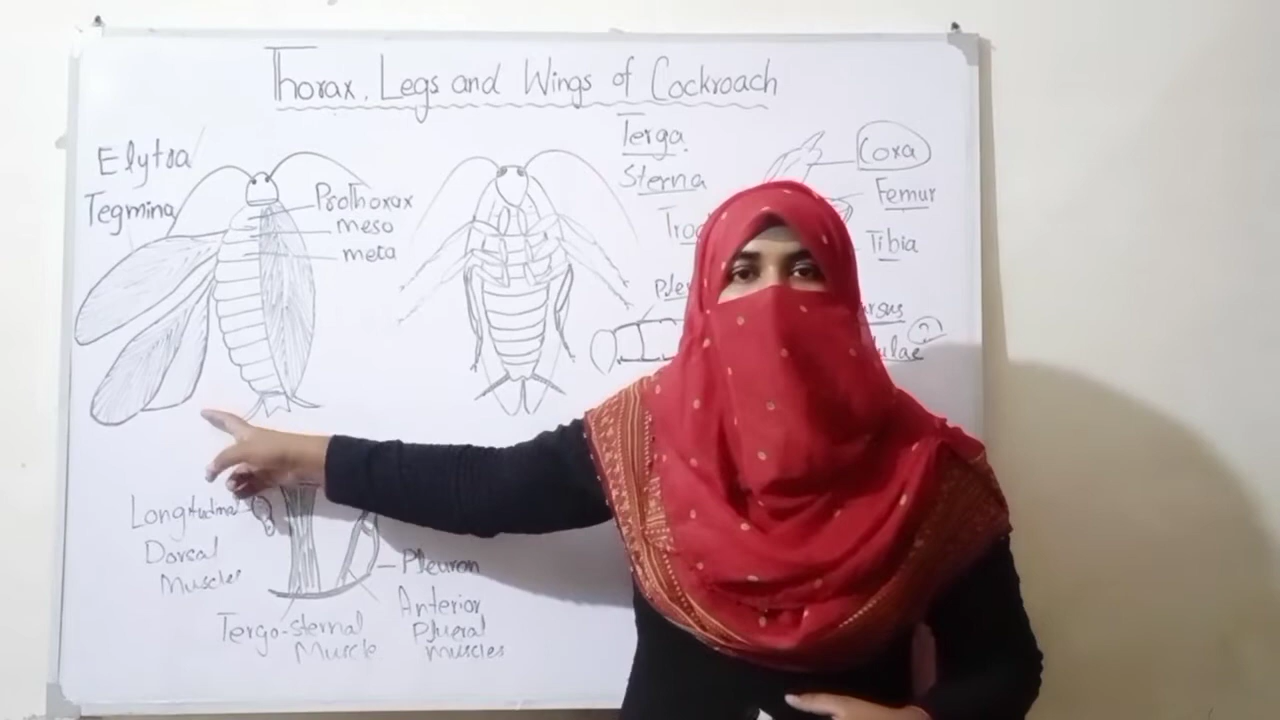 Thorax, Legs and Wings of Cockroach
Elytra
Tegmina
Prothorax
meso
meta
Terga
Sterna
Coxa
Femur
Tibia
Longitudinal
Dorsal
Muscles
Tergo-sternal
Muscle
Pleuron
Anterior
Plueral
muscles